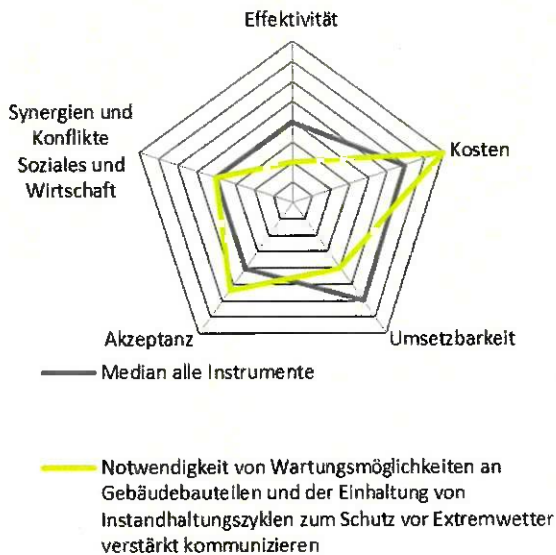 Effektivität
Synergien und
Konflikte
Soziales und
Wirtschaft
Kosten
Akzeptanz
Umsetzbarkeit
Median alle Instrumente
Notwendigkeit von Wartungsmöglichkeiten an
Gebäudebauteilen und der Einhaltung von
Instandhaltungszyklen zum Schutz vor Extremwetter
verstärkt kommunizieren